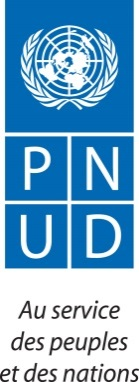 P N
U D
Au service
des peuples
et des nations